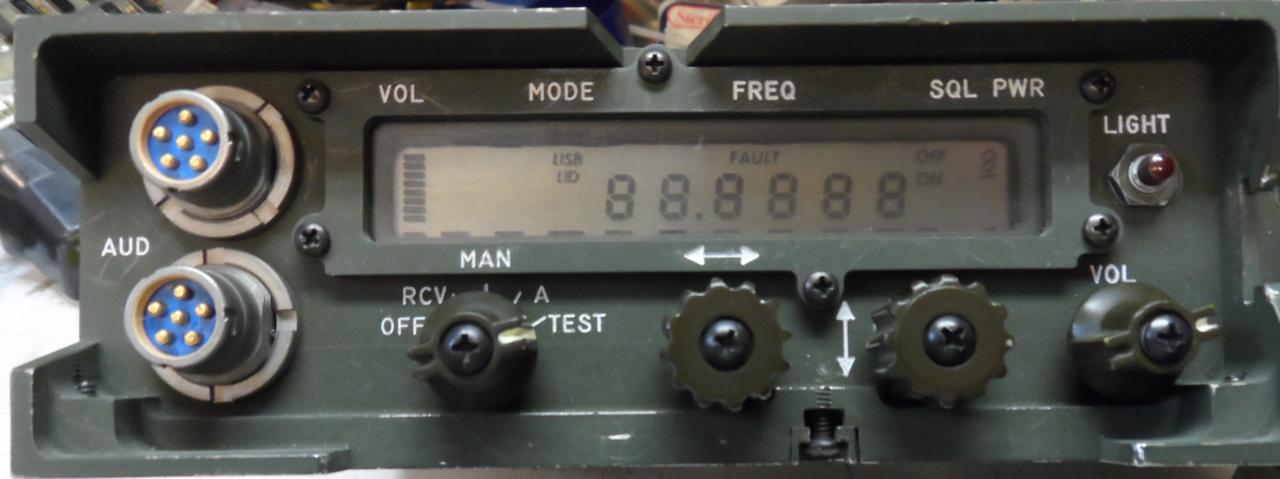 VOL MODE FREQ SQL PWR
LIGHT
USB FAULT OFF
LID ON
88.8888
AUD
MAN
VOL
RCV A
OFF TEST